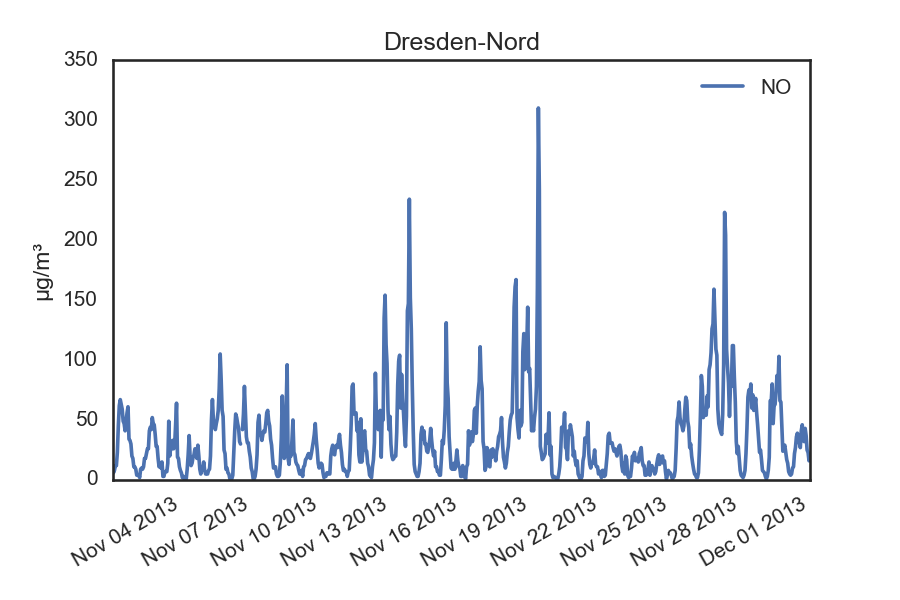 Dresden-Nord
350
300
250
200
150
100
50
0
µg/m³
NO
Nov 04 2013
Nov 07 2013
Nov 10 2013
Nov 13 2013
Nov 16 2013
Nov 19 2013
Nov 22 2013
Nov 25 2013
Nov 28 2013
Dec 01 2013